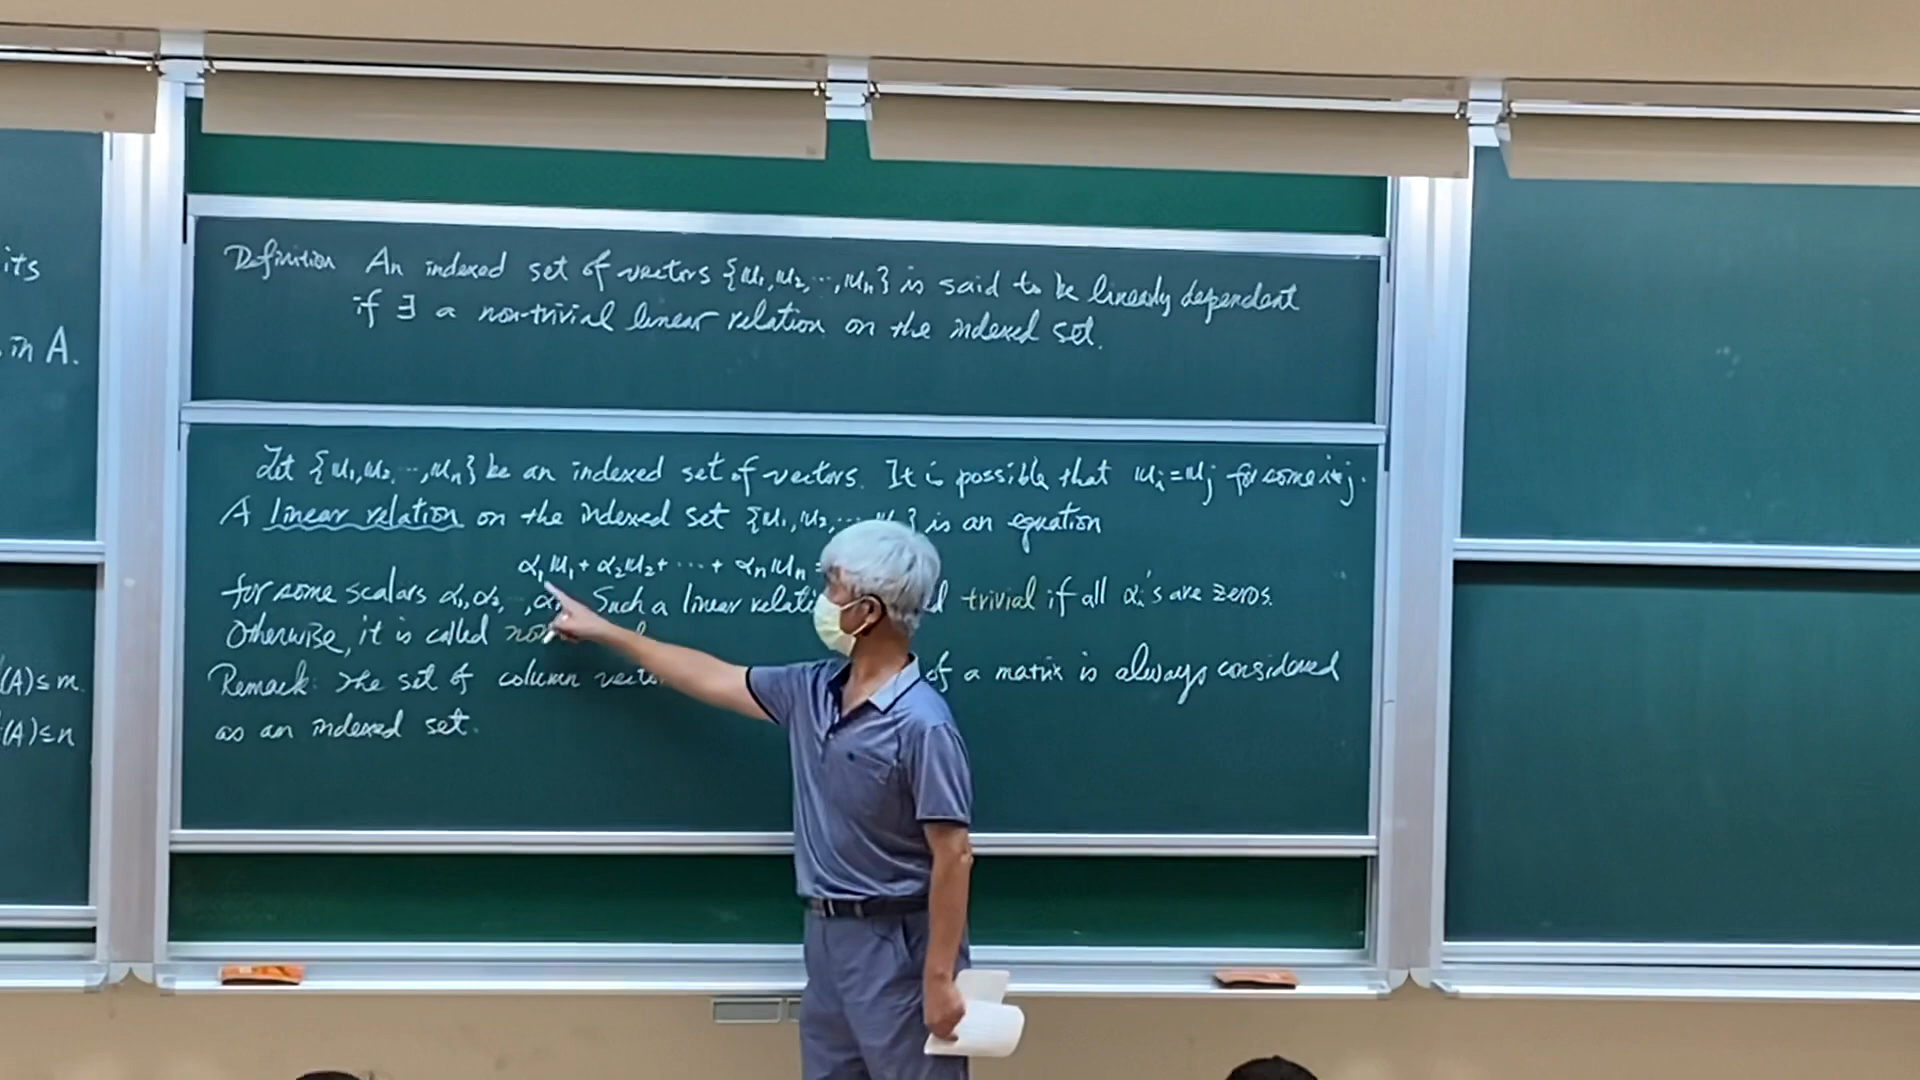 its
in A.
(A)≤m
(A)≤n
Definition An indexed set of vectors {u₁,u₂,⋯,uₙ} is said to be linearly dependent
if ∃ a non-trivial linear relation on the indexed set.
Let {u₁,u₂,⋯,uₙ} be an indexed set of vectors. It is possible that uᵢ=uⱼ for some i≠j.
A linear relation on the indexed set {u₁,u₂,⋯ } is an equation
α₁u₁+α₂u₂+⋯+αₙuₙ =
for some scalars α₁,α₂, , Such a linear trivial if all αᵢ's are zeros.
Otherwise, it is called
Remark: The set of column of a matrix is always considered
as an indexed set.